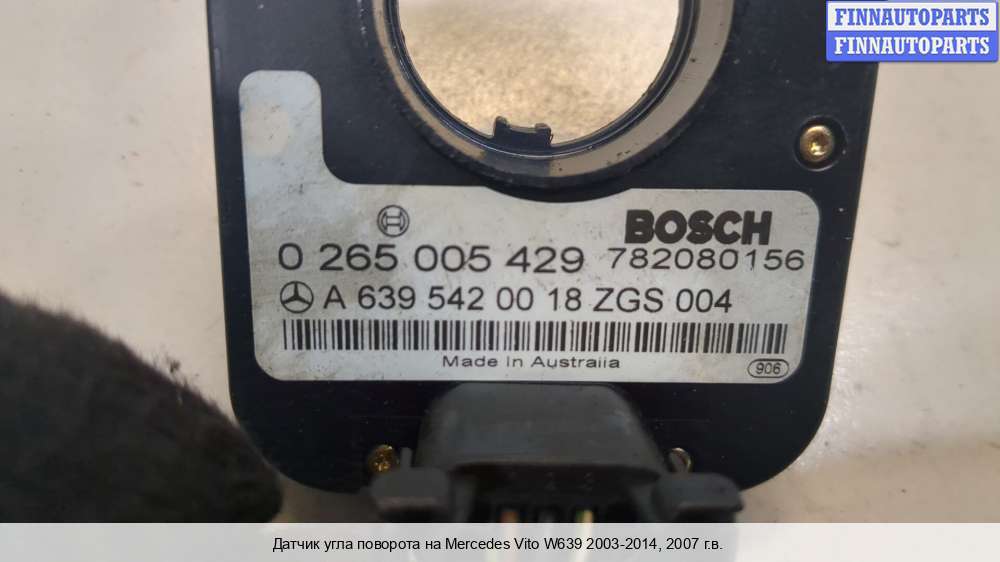 FINNAUTOPARTS
FINNAUTOPARTS
BOSCH
0 265 005 429 782080156
A 639 542 00 18 ZGS 004
Made In Australia
906
Датчик угла поворота на Mercedes Vito W639 2003-2014, 2007 г.в.